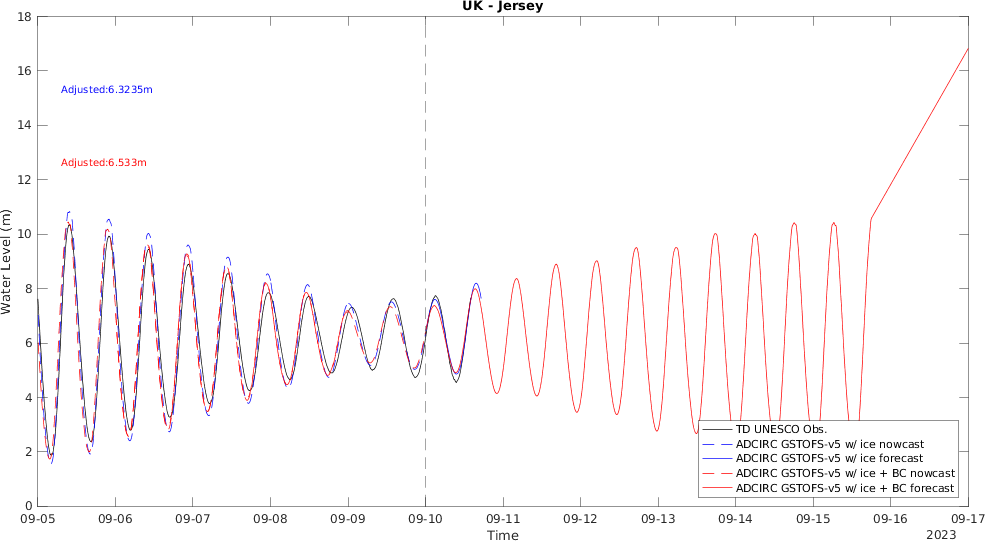 UK - Jersey
18
16
14
12
10
8
6
4
2
0
Water Level (m)
Adjusted:6.3235m
Adjusted:6.533m
TD UNESCO Obs.
ADCIRC GSTOFS-v5 w/ ice nowcast
ADCIRC GSTOFS-v5 w/ ice forecast
ADCIRC GSTOFS-v5 w/ ice + BC nowcast
ADCIRC GSTOFS-v5 w/ ice + BC forecast
09-05 09-06 09-07 09-08 09-09 09-10 09-11 09-12 09-13 09-14 09-15 09-16 09-17
Time
2023